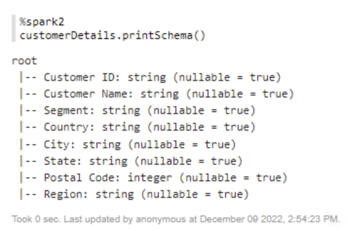 %spark2
customerDetails.printSchema()
root
|-- Customer ID: string (nullable = true)
|-- Customer Name: string (nullable = true)
|-- Segment: string (nullable = true)
|-- Country: string (nullable = true)
|-- City: string (nullable = true)
|-- State: string (nullable = true)
|-- Postal Code: integer (nullable = true)
|-- Region: string (nullable = true)
Took 0 sec. Last updated by anonymous at December 09 2022, 2:54:23 PM.